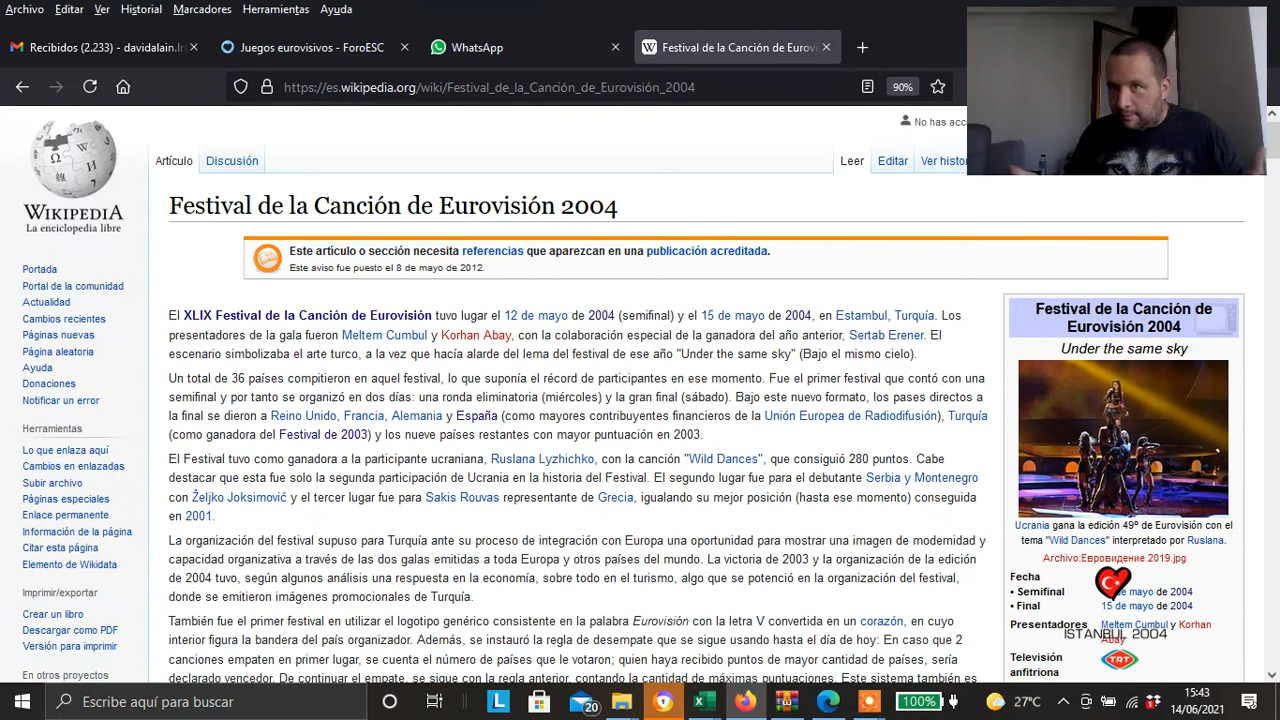 Archivo Editar Ver Historial Marcadores Herramientas Ayuda
Recibidos (2.233) - davidalain.lr
Juegos eurovisivos - ForoESC
WhatsApp
Festival de la Canción de Eurovi
https://es.wikipedia.org/wiki/Festival_de_la_Canción_de_Eurovisión_2004
90%
No has acc
WIKIPEDIA
La enciclopedia libre
Artículo Discusión
Leer Editar Ver histo
Festival de la Canción de Eurovisión 2004
Este artículo o sección necesita referencias que aparezcan en una publicación acreditada.
Este aviso fue puesto el 8 de mayo de 2012.
Portada
Portal de la comunidad
Actualidad
Cambios recientes
Páginas nuevas
Página aleatoria
Ayuda
Donaciones
Notificar un error
Herramientas
Lo que enlaza aquí
Cambios en enlazadas
Subir archivo
Páginas especiales
Enlace permanente
Información de la página
Citar esta página
Elemento de Wikidata
Imprimir/exportar
Crear un libro
Descargar como PDF
Versión para imprimir
En otros proyectos
El XLIX Festival de la Canción de Eurovisión tuvo lugar el 12 de mayo de 2004 (semifinal) y el 15 de mayo de 2004, en Estambul, Turquía. Los
presentadores de la gala fueron Meltem Cumbul y Korhan Abay, con la colaboración especial de la ganadora del año anterior, Sertab Erener. El
escenario simbolizaba el arte turco, a la vez que hacía alarde del lema del festival de ese año "Under the same sky" (Bajo el mismo cielo).
Un total de 36 países compitieron en aquel festival, lo que suponía el récord de participantes en ese momento. Fue el primer festival que contó con una
semifinal y por tanto se organizó en dos días: una ronda eliminatoria (miércoles) y la gran final (sábado). Bajo este nuevo formato, los pases directos a
la final se dieron a Reino Unido, Francia, Alemania y España (como mayores contribuyentes financieros de la Unión Europea de Radiodifusión), Turquía
(como ganadora del Festival de 2003) y los nueve países restantes con mayor puntuación en 2003.
El Festival tuvo como ganadora a la participante ucraniana, Ruslana Lyzhichko, con la canción "Wild Dances", que consiguió 280 puntos. Cabe
destacar que esta fue solo la segunda participación de Ucrania en la historia del Festival. El segundo lugar fue para el debutante Serbia y Montenegro
con Željko Joksimović y el tercer lugar fue para Sakis Rouvas representante de Grecia, igualando su mejor posición (hasta ese momento) conseguida
en 2001.
La organización del festival supuso para Turquía ante su proceso de integración con Europa una oportunidad para mostrar una imagen de modernidad y
capacidad organizativa a través de las dos galas emitidas a toda Europa y otros países del mundo. La victoria de 2003 y la organización de la edición
de 2004 tuvo, según algunos análisis una respuesta en la economía, sobre todo en el turismo, algo que se potenció en la organización del festival,
donde se emitieron imágenes promocionales de Turquía.
También fue el primer festival en utilizar el logotipo genérico consistente en la palabra Eurovisión con la letra V convertida en un corazón, en cuyo
interior figura la bandera del país organizador. Además, se instauró la regla de desempate que se sigue usando hasta el día de hoy: En caso que 2
canciones empaten en primer lugar, se cuenta el número de países que le votaron; quien haya recibido puntos de mayor cantidad de países, sería
declarado vencedor. De continuar el empate, se sigue con la regla anterior, contando la cantidad de máximas puntuaciones. Este sistema también es
Festival de la Canción de
Eurovisión 2004
Under the same sky
Ucrania gana la edición 49º de Eurovisión con el
tema "Wild Dances" interpretado por Ruslana.
Archivo:Евровидение 2019.jpg
Fecha
• Semifinal de mayo de 2004
• Final 15 de mayo de 2004
Presentadores Meltem Cumbul y Korhan
Abay
ISTANBUL 2004
Televisión
anfitriona
TRT
Escribe aquí para buscar
20
100%
27°C
15:43
14/06/2021